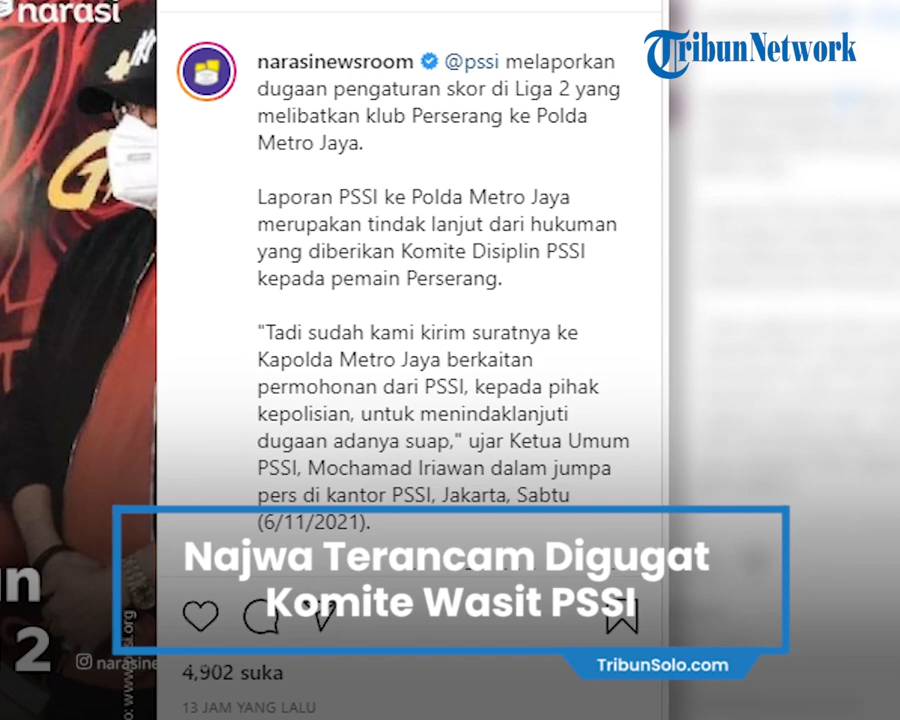 narasi
TribunNetwork
narasinewsroom @pssi melaporkan
dugaan pengaturan skor di Liga 2 yang
melibatkan klub Perserang ke Polda
Metro Jaya.
Laporan PSSI ke Polda Metro Jaya
merupakan tindak lanjut dari hukuman
yang diberikan Komite Disiplin PSSI
kepada pemain Perserang.
"Tadi sudah kami kirim suratnya ke
Kapolda Metro Jaya berkaitan
permohonan dari PSSI, kepada pihak
kepolisian, untuk menindaklanjuti
dugaan adanya suap," ujar Ketua Umum
PSSI, Mochamad Iriawan dalam jumpa
pers di kantor PSSI, Jakarta, Sabtu
(6/11/2021).
Najwa Terancam Digugat
Komite Wasit PSSI
TribunSolo.com
2
narasine
4,902 suka
13 JAM YANG LALU